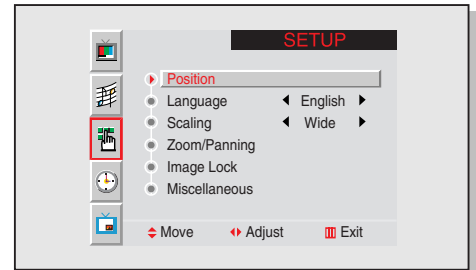 SETUP
Position
Language English
Scaling Wide
Zoom/Panning
Image Lock
Miscellaneous
Move Adjust Exit